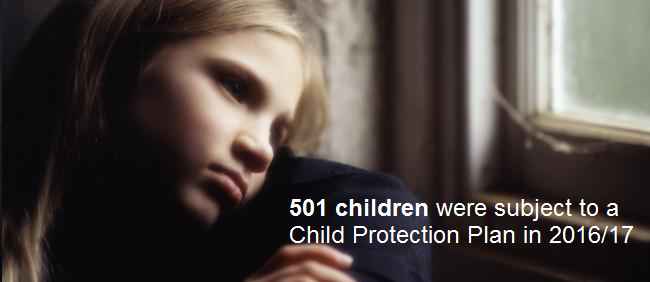 501 children were subject to a
Child Protection Plan in 2016/17